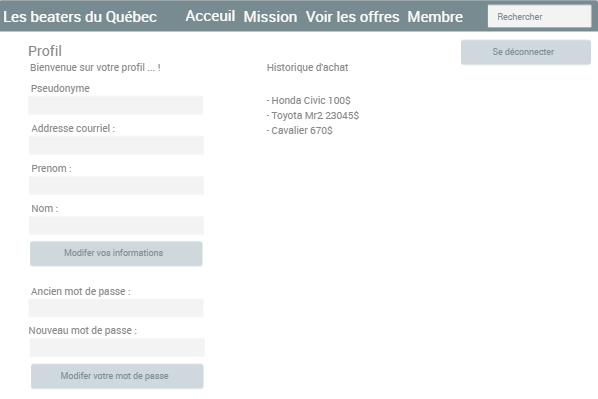 Les beaters du Québec Acceuil Mission Voir les offres Membre Rechercher
Profil
Se déconnecter
Bienvenue sur votre profil ... !
Historique d'achat
Pseudonyme
- Honda Civic 100$
- Toyota Mr2 23045$
- Cavalier 670$
Addresse courriel :
Prenom :
Nom :
Modifer vos informations
Ancien mot de passe :
Nouveau mot de passe :
Modifer votre mot de passe